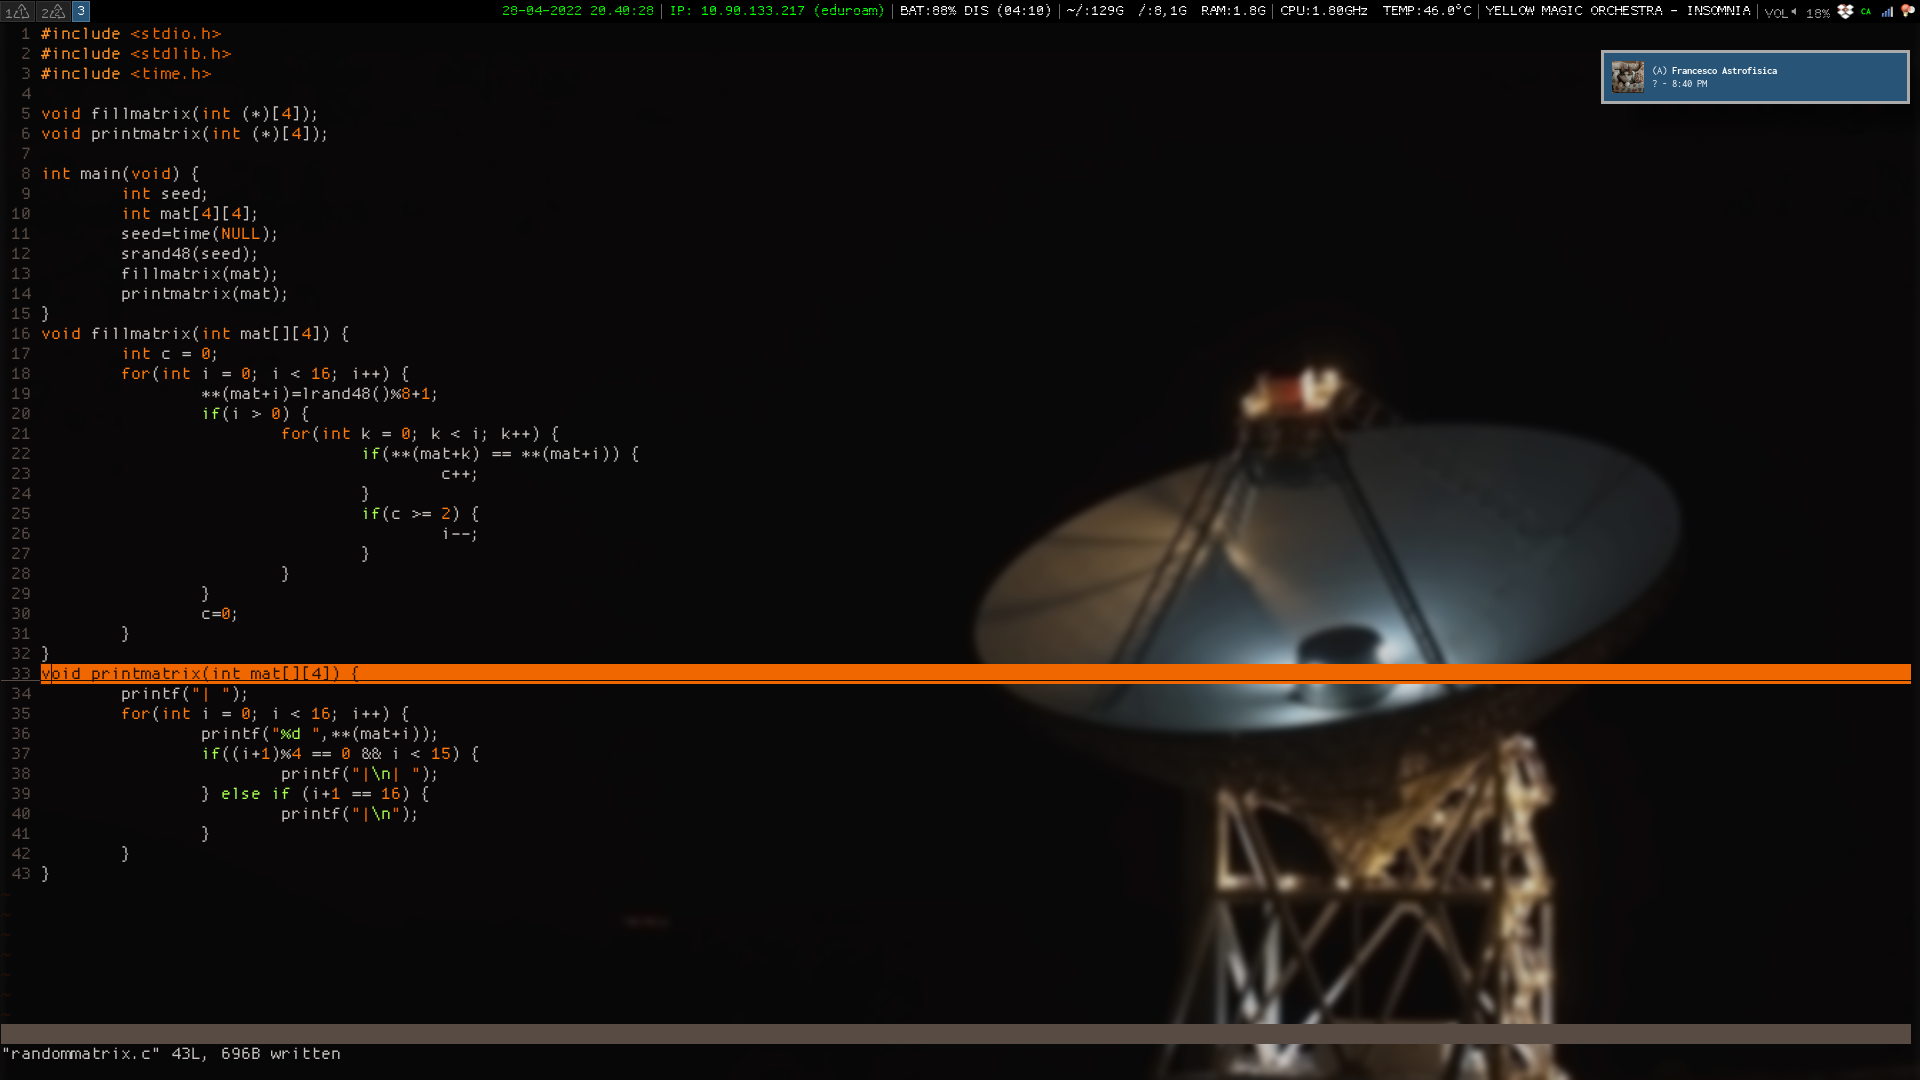 1 2 3 28-04-2022 20.40:28 | IP: 10.90.133.217 (eduroam) | BAT:88% DIS (04:10) | ~/:129G /:8,1G RAM:1.8G | CPU:1.80GHz TEMP:46.0°C | YELLOW MAGIC ORCHESTRA - INSOMNIA | VOL 18% CA
(A) Francesco Astrofisica
? - 8:40 PM
1 #include <stdio.h>
2 #include <stdlib.h>
3 #include <time.h>
4
5 void fillmatrix(int (*)[4]);
6 void printmatrix(int (*)[4]);
7
8 int main(void) {
9         int seed;
10         int mat[4][4];
11         seed=time(NULL);
12         srand48(seed);
13         fillmatrix(mat);
14         printmatrix(mat);
15 }
16 void fillmatrix(int mat[][4]) {
17         int c = 0;
18         for(int i = 0; i < 16; i++) {
19                 **(mat+i)=lrand48()%8+1;
20                 if(i > 0) {
21                         for(int k = 0; k < i; k++) {
22                                 if(**(mat+k) == **(mat+i)) {
23                                         c++;
24                                 }
25                                 if(c >= 2) {
26                                         i--;
27                                 }
28                         }
29                 }
30                 c=0;
31         }
32 }
33 void printmatrix(int mat[][4]) {
34         printf("| ");
35         for(int i = 0; i < 16; i++) {
36                 printf("%d ",**(mat+i));
37                 if((i+1)%4 == 0 && i < 15) {
38                         printf("|\n| ");
39                 } else if (i+1 == 16) {
40                         printf("|\n");
41                 }
42         }
43 }
"randommatrix.c" 43L, 696B written